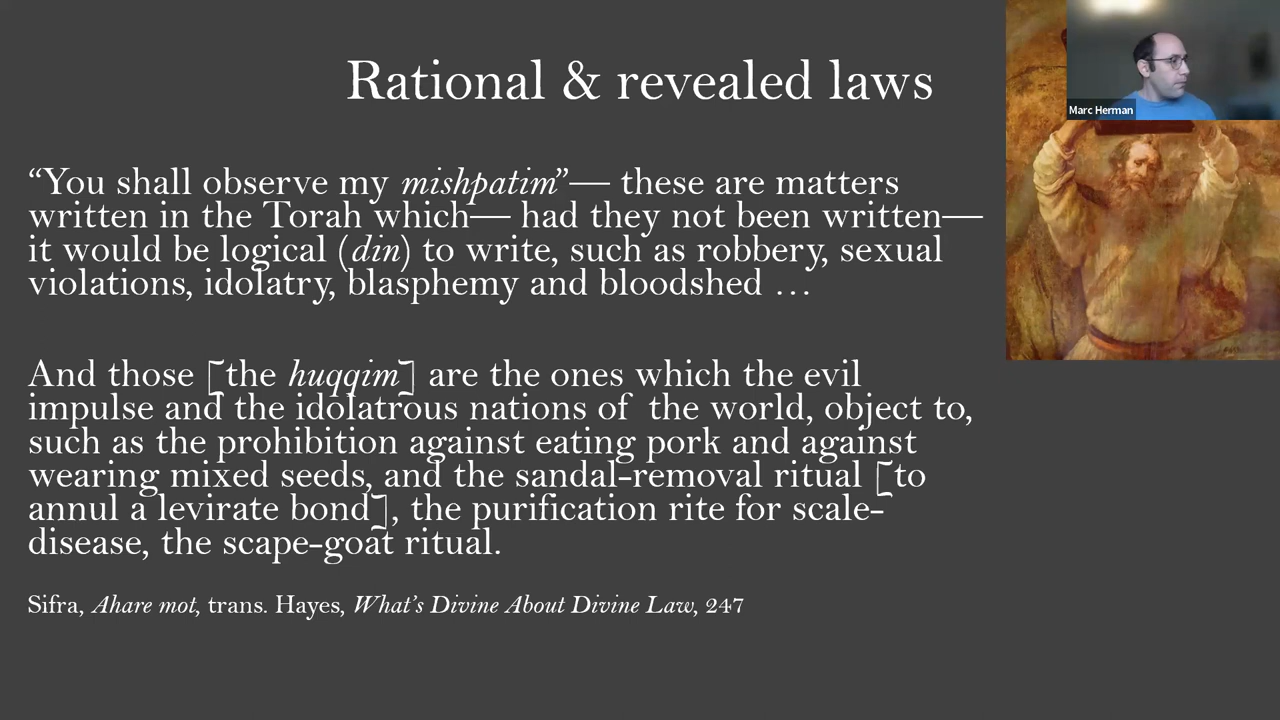 Rational & revealed laws
Marc Herman
“You shall observe my mishpatim”— these are matters
written in the Torah which— had they not been written—
it would be logical (din) to write, such as robbery, sexual
violations, idolatry, blasphemy and bloodshed …
And those [the huqqim] are the ones which the evil
impulse and the idolatrous nations of the world, object to,
such as the prohibition against eating pork and against
wearing mixed seeds, and the sandal-removal ritual [to
annul a levirate bond], the purification rite for scale-
disease, the scape-goat ritual.
Sifra, Ahare mot, trans. Hayes, What’s Divine About Divine Law, 247